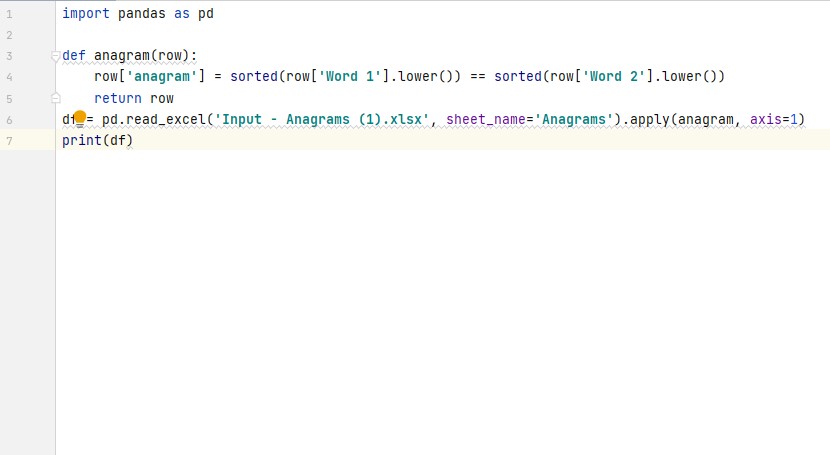 1 import pandas as pd
2
3 def anagram(row):
4     row['anagram'] = sorted(row['Word 1'].lower()) == sorted(row['Word 2'].lower())
5     return row
6 df = pd.read_excel('Input - Anagrams (1).xlsx', sheet_name='Anagrams').apply(anagram, axis=1)
7 print(df)